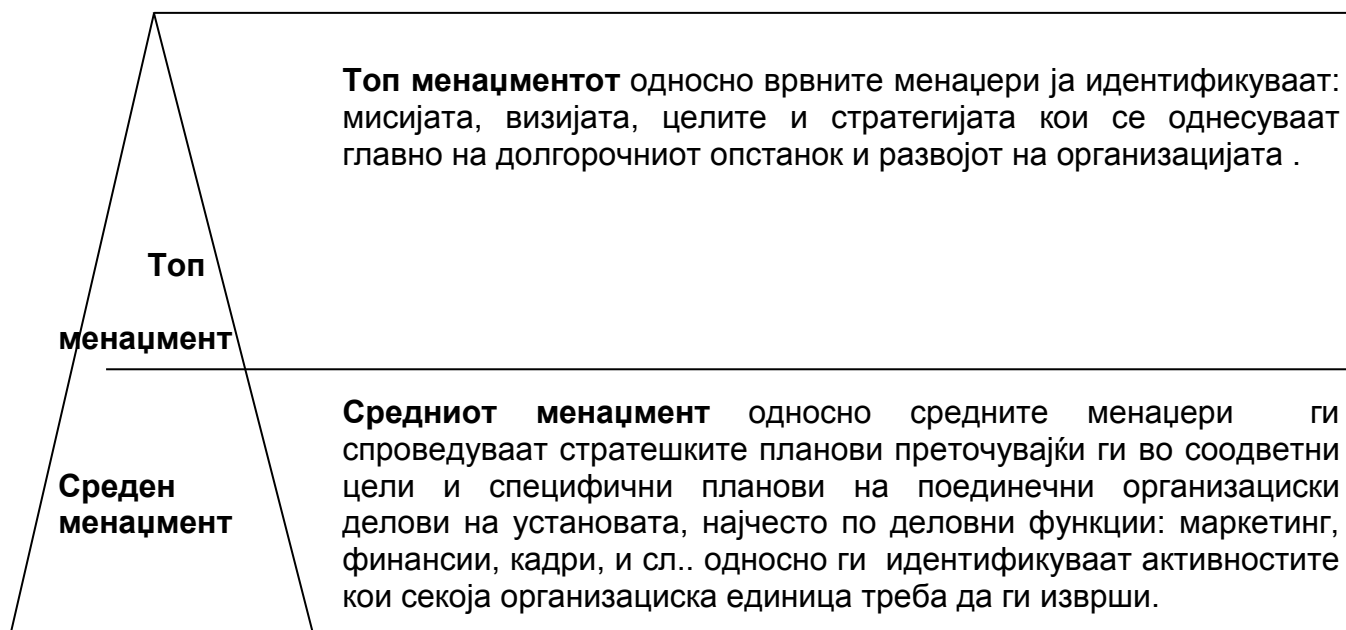 Топ менаџментот односно врвните менаџери ја идентификуваат:
мисијата, визијата, целите и стратегијата кои се однесуваат
главно на долгорочниот опстанок и развојот на организацијата .
Топ
менаџмент
Средниот менаџмент односно средните менаџери ги
спроведуваат стратешките планови преточувајќи ги во соодветни
цели и специфични планови на поединечни организациски
делови на установата, најчесто по деловни функции: маркетинг,
финансии, кадри, и сл.. односно ги идентификуваат активностите
кои секоја организациска единица треба да ги изврши.
Среден
менаџмент